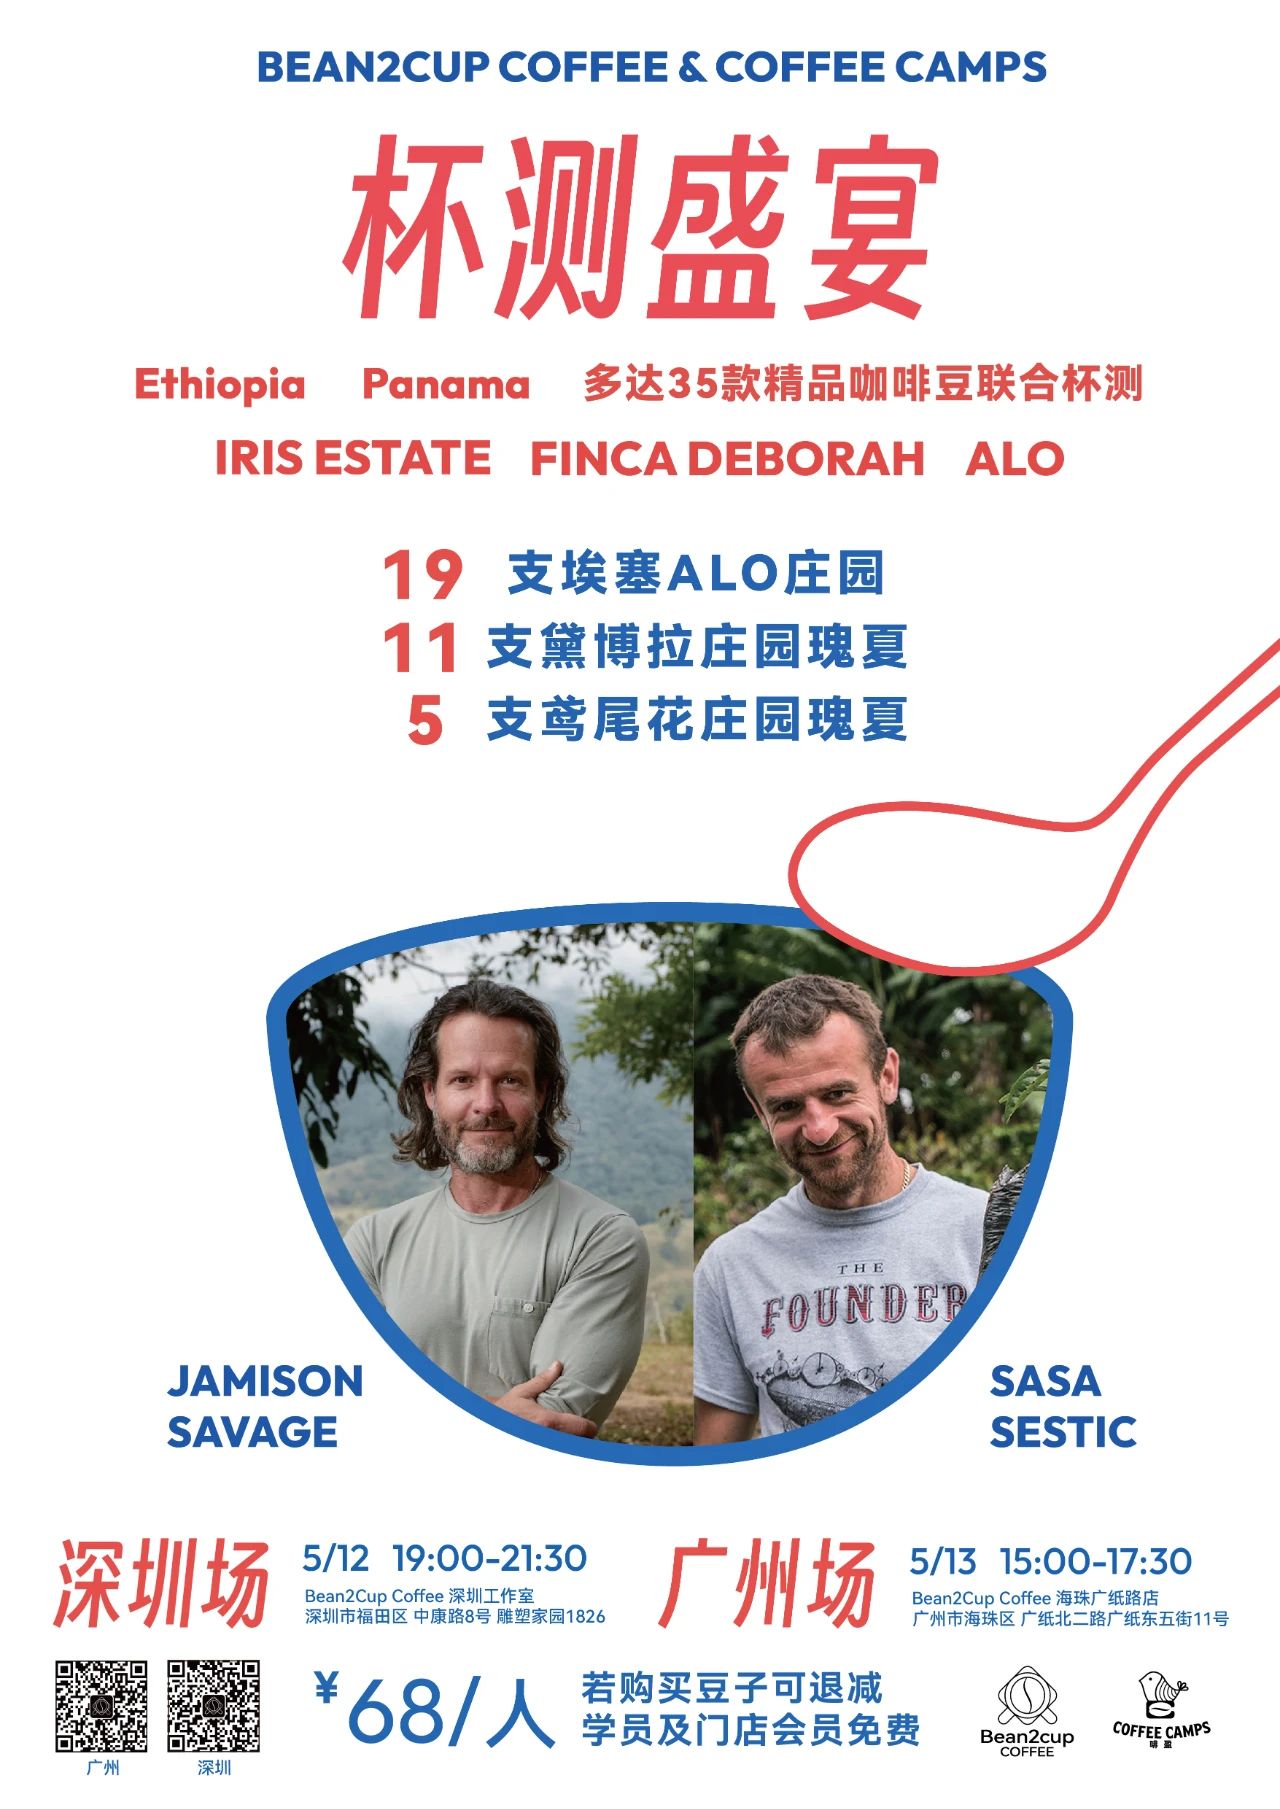 BEAN2CUP COFFEE & COFFEE CAMPS
杯测盛宴
Ethiopia Panama 多达35款精品咖啡豆联合杯测
IRIS ESTATE FINCA DEBORAH ALO
19 支埃塞ALO庄园
11 支黛博拉庄园瑰夏
5 支鸢尾花庄园瑰夏
THE
FOUNDER
JAMISON
SAVAGE
SASA
SESTIC
深圳场
5/12 19:00-21:30
Bean2Cup Coffee 深圳工作室
深圳市福田区 中康路8号 雕塑家园1826
广州场
5/13 15:00-17:30
Bean2Cup Coffee 海珠广纸路店
广州市海珠区 广纸北二路广纸东五街11号
广州
深圳
¥68/人
若购买豆子可退减
学员及门店会员免费
Bean2cup
COFFEE
COFFEE CAMPS
啡盈